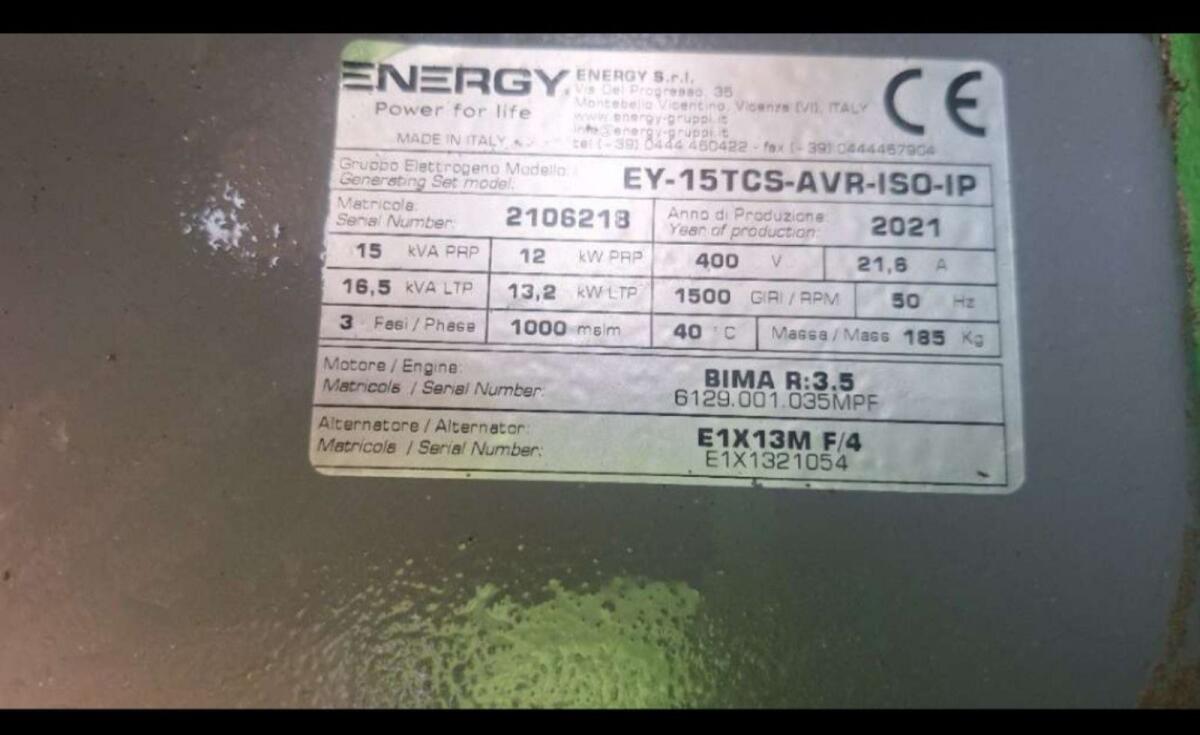 ENERGY
Power for life
MADE IN ITALY
ENERGY S.r.l.
Via Del Progresso, 35
Montebello Vicentino, Vicenza (VI), ITALY
www.energy-gruppi.it
info@energy-gruppi.it
tel (+39) 0444 460422 - fax (+39) 0444467904
CE
Gruppo Elettrogeno Modello:
Generating Set model:
EY-15TCS-AVR-ISO-IP
Matricola:
Serial Number:
2106218
Anno di Produzione:
Year of production:
2021
15 kVA PRP 12 kW PRP 400 V 21,6 A
16,5 kVA LTP 13,2 kW LTP 1500 GIRI / RPM 50 Hz
3 Fasi / Phase 1000 mslm 40 °C Massa / Mass 185 Kg
Motore / Engine:
Matricola / Serial Number:
BIMA R:3.5
6129.001.035MPF
Alternatore / Alternator:
Matricola / Serial Number:
E1X13M F/4
E1X1321054